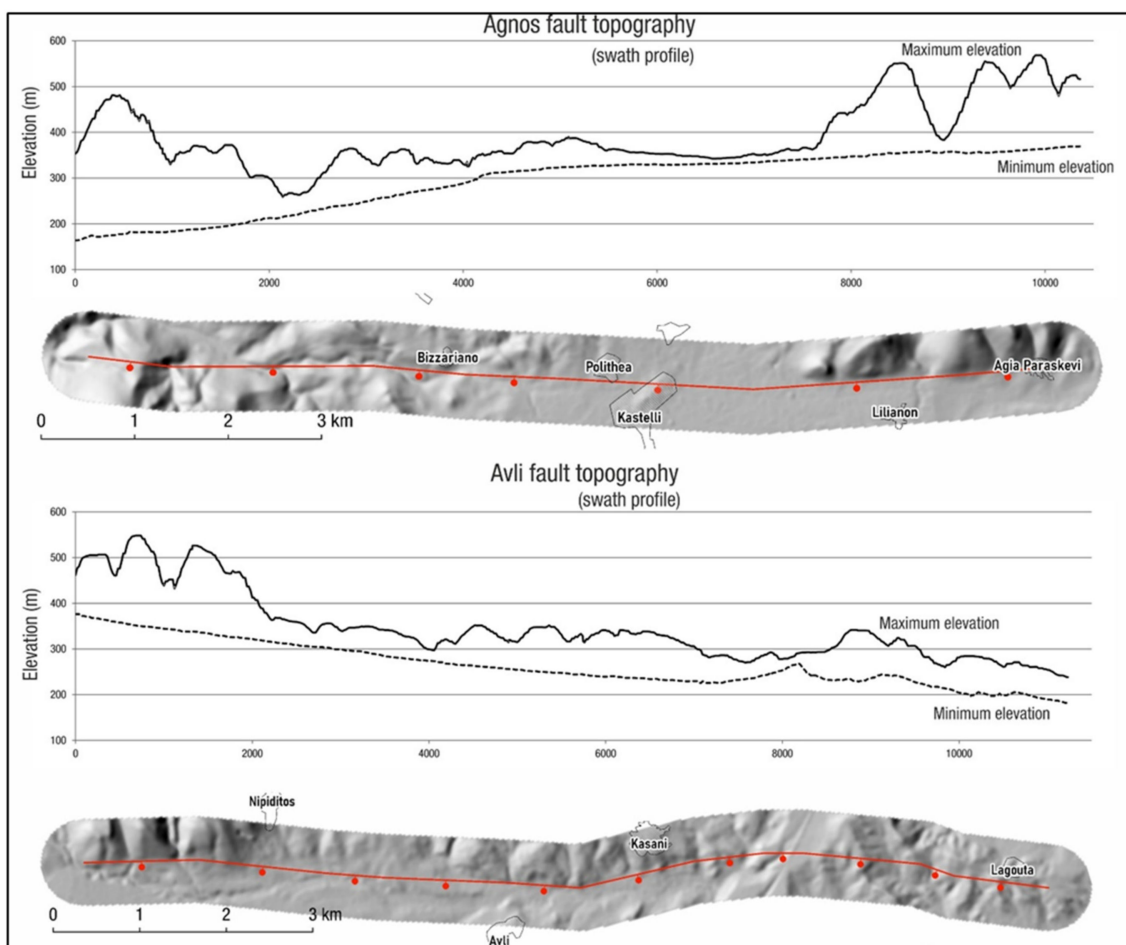 Agnos fault topography
(swath profile)
Elevation (m)
600
500
400
300
200
100
Maximum elevation
Minimum elevation
0
2000
4000
6000
8000
10000
Bizzariano
Polithea
Kastelli
Lilianon
Agia Paraskevi
0
1
2
3 km
Avli fault topography
(swath profile)
Elevation (m)
600
500
400
300
200
100
Maximum elevation
Minimum elevation
0
2000
4000
6000
8000
10000
Nipiditos
Kasani
Lagouta
Avli
0
1
2
3 km